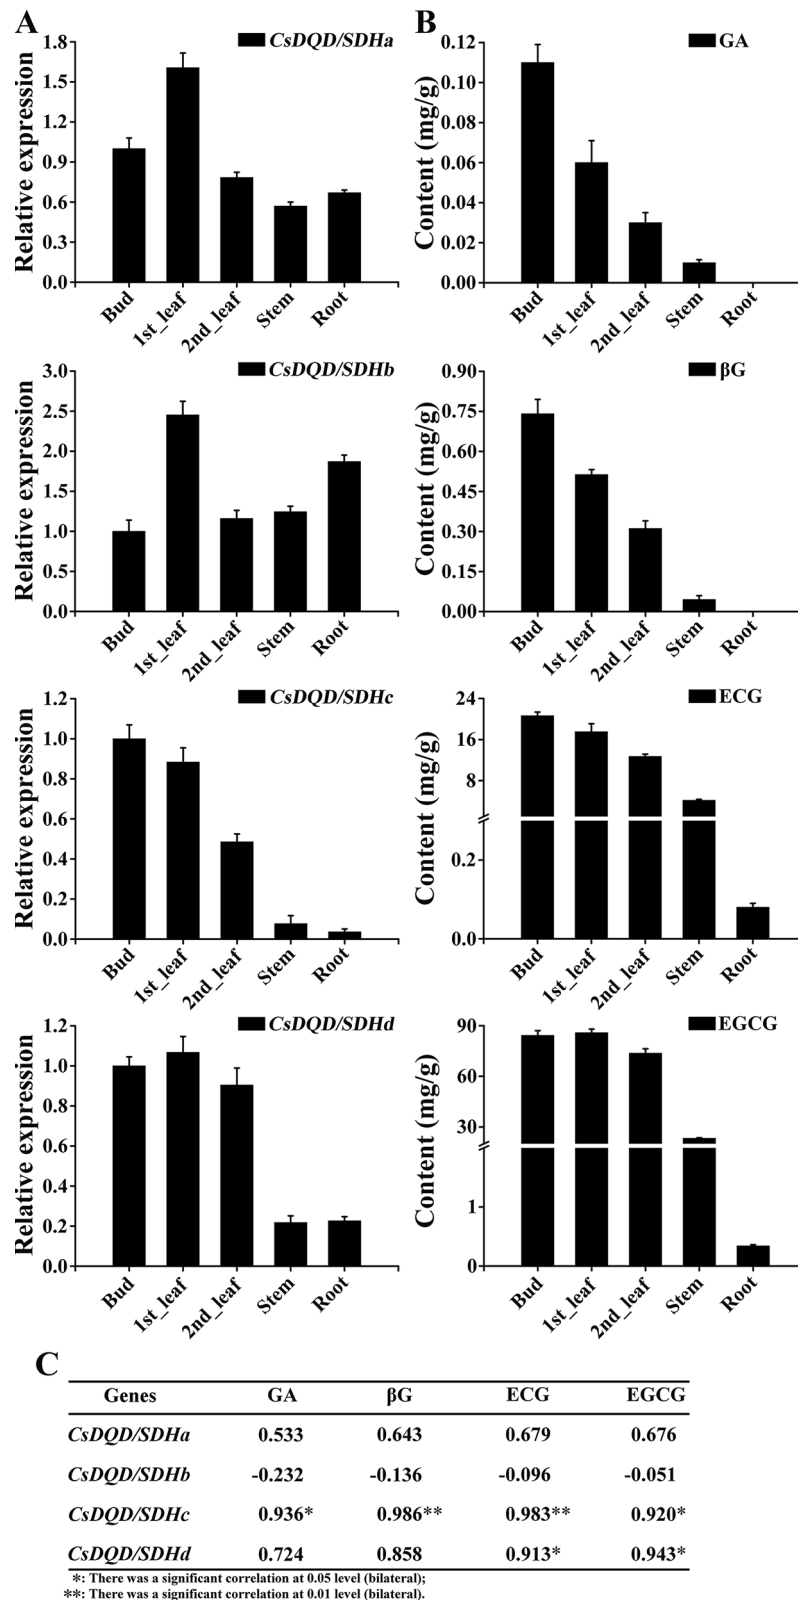 A
CsDQD/SDHa
Relative expression
1.8
1.5
1.2
0.9
0.6
0.3
0.0
Bud
1st_leaf
2nd_leaf
Stem
Root
B
GA
Content (mg/g)
0.12
0.10
0.08
0.06
0.04
0.02
0.00
Bud
1st_leaf
2nd_leaf
Stem
Root
CsDQD/SDHb
Relative expression
3.0
2.5
2.0
1.5
1.0
0.5
0.0
Bud
1st_leaf
2nd_leaf
Stem
Root
βG
Content (mg/g)
0.90
0.75
0.60
0.45
0.30
0.15
0.00
Bud
1st_leaf
2nd_leaf
Stem
Root
CsDQD/SDHc
Relative expression
1.2
1.0
0.8
0.6
0.4
0.2
0.0
Bud
1st_leaf
2nd_leaf
Stem
Root
ECG
Content (mg/g)
24
16
8
0.2
0.0
Bud
1st_leaf
2nd_leaf
Stem
Root
CsDQD/SDHd
Relative expression
1.2
1.0
0.8
0.6
0.4
0.2
0.0
Bud
1st_leaf
2nd_leaf
Stem
Root
EGCG
Content (mg/g)
90
60
30
1
0
Bud
1st_leaf
2nd_leaf
Stem
Root
C
Genes GA βG ECG EGCG
CsDQD/SDHa 0.533 0.643 0.679 0.676
CsDQD/SDHb -0.232 -0.136 -0.096 -0.051
CsDQD/SDHc 0.936* 0.986** 0.983** 0.920*
CsDQD/SDHd 0.724 0.858 0.913* 0.943*
*: There was a significant correlation at 0.05 level (bilateral);
**: There was a significant correlation at 0.01 level (bilateral).